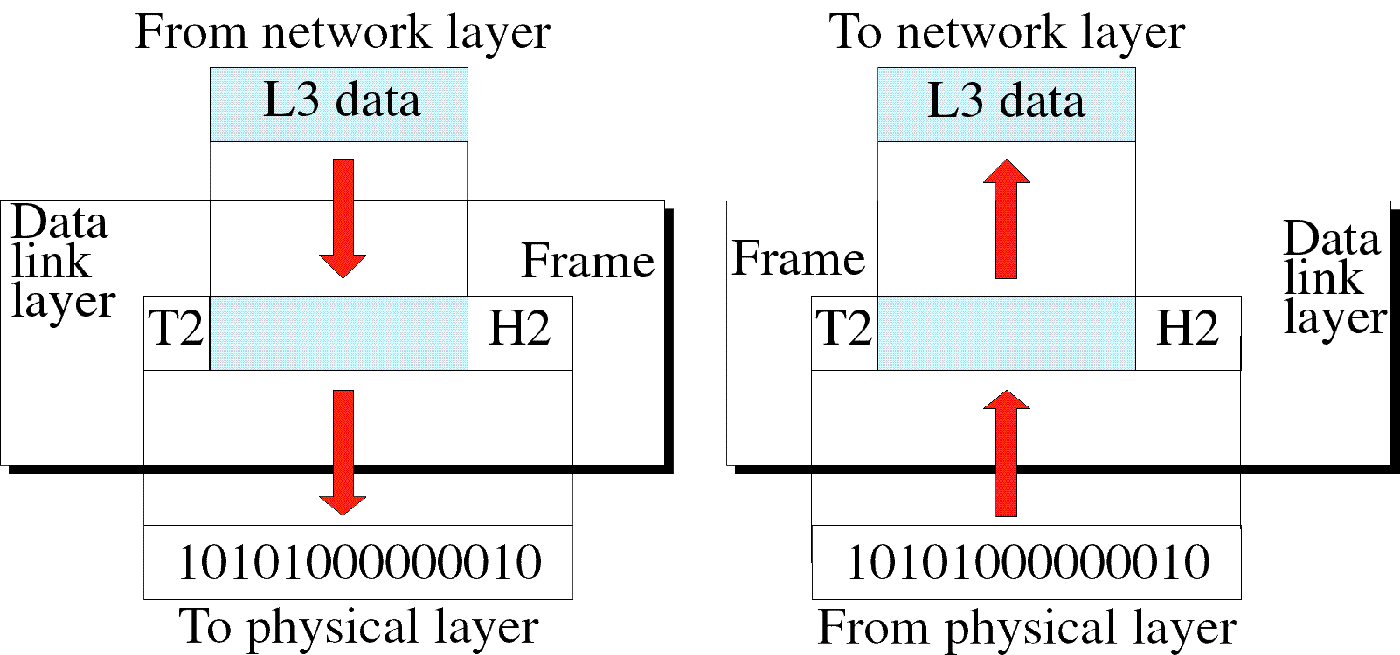 From network layer
L3 data
Data
link
layer
Frame
T2
H2
10101000000010
To physical layer
To network layer
L3 data
Frame
Data
link
layer
T2
H2
10101000000010
From physical layer